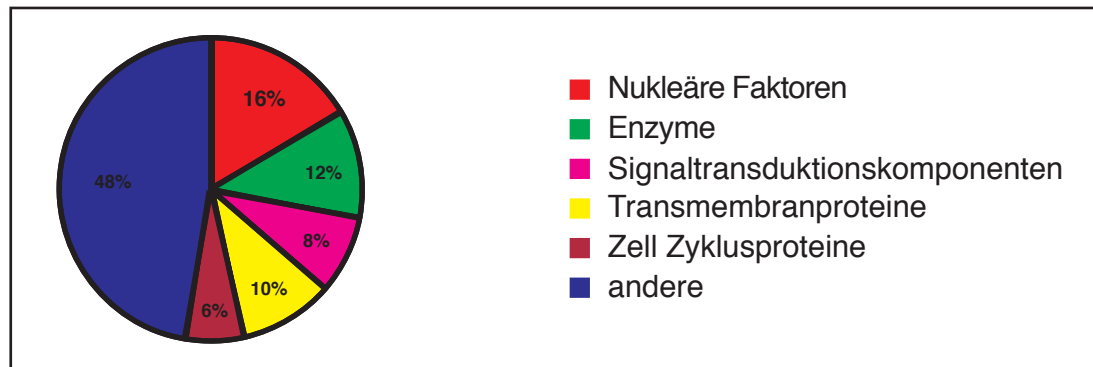 16%
12%
8%
10%
6%
48%
Nukleäre Faktoren
Enzyme
Signaltransduktionskomponenten
Transmembranproteine
Zell Zyklusproteine
andere